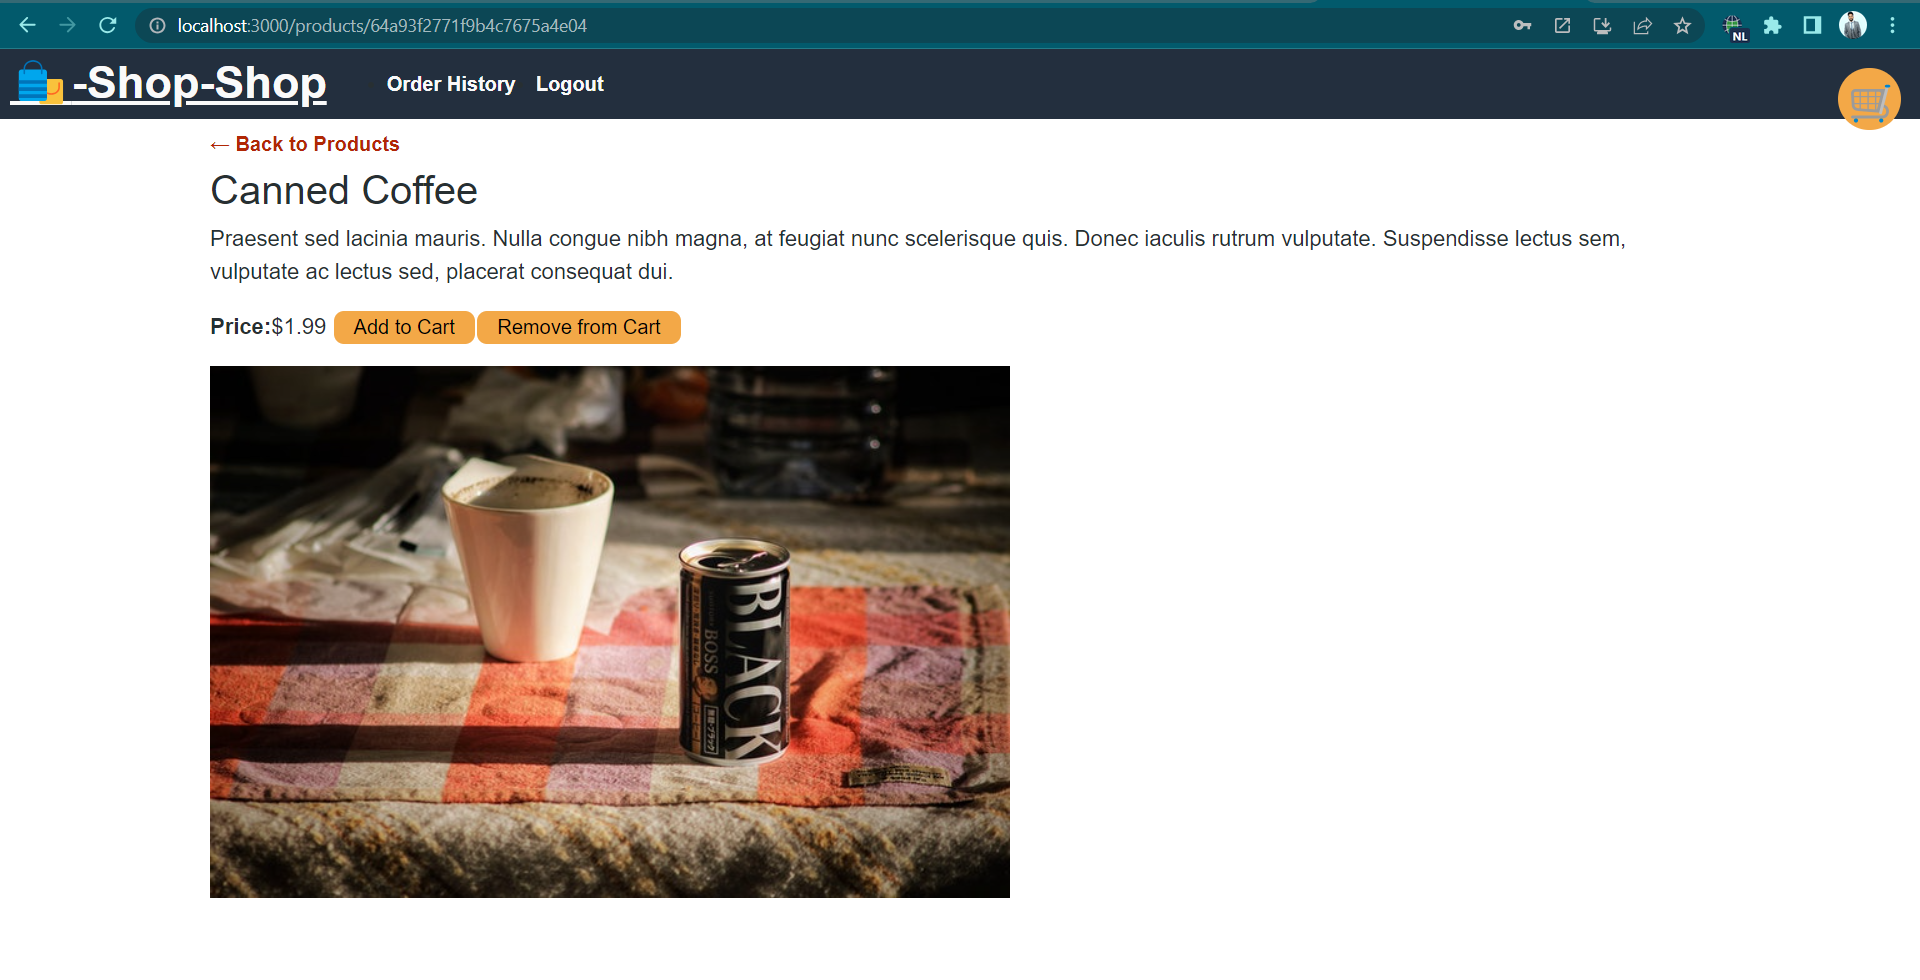 localhost:3000/products/64a93f2771f9b4c7675a4e04
NL
-Shop-Shop
Order History Logout
← Back to Products
Canned Coffee
Praesent sed lacinia mauris. Nulla congue nibh magna, at feugiat nunc scelerisque quis. Donec iaculis rutrum vulputate. Suspendisse lectus sem,
vulputate ac lectus sed, placerat consequat dui.
Price:$1.99 Add to Cart Remove from Cart
BLACK
BOSS